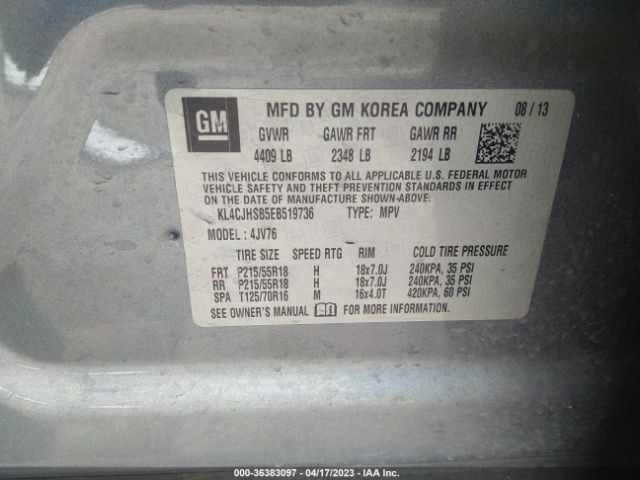 GM MFD BY GM KOREA COMPANY 08 / 13
GVWR GAWR FRT GAWR RR
4409 LB 2348 LB 2194 LB
THIS VEHICLE CONFORMS TO ALL APPLICABLE U.S. FEDERAL MOTOR
VEHICLE SAFETY AND THEFT PREVENTION STANDARDS IN EFFECT
ON THE DATE OF MANUFACTURE SHOWN ABOVE.
KL4CJHSB5EB519736 TYPE: MPV
MODEL : 4JV76
TIRE SIZE SPEED RTG RIM COLD TIRE PRESSURE
FRT P215/55R18 H 18x7.0J 240KPA, 35 PSI
RR P215/55R18 H 18x7.0J 240KPA, 35 PSI
SPA T125/70R16 M 16x4.0T 420KPA, 60 PSI
SEE OWNER'S MANUAL FOR MORE INFORMATION.
000-36383097 - 04/17/2023 - IAA, Inc.